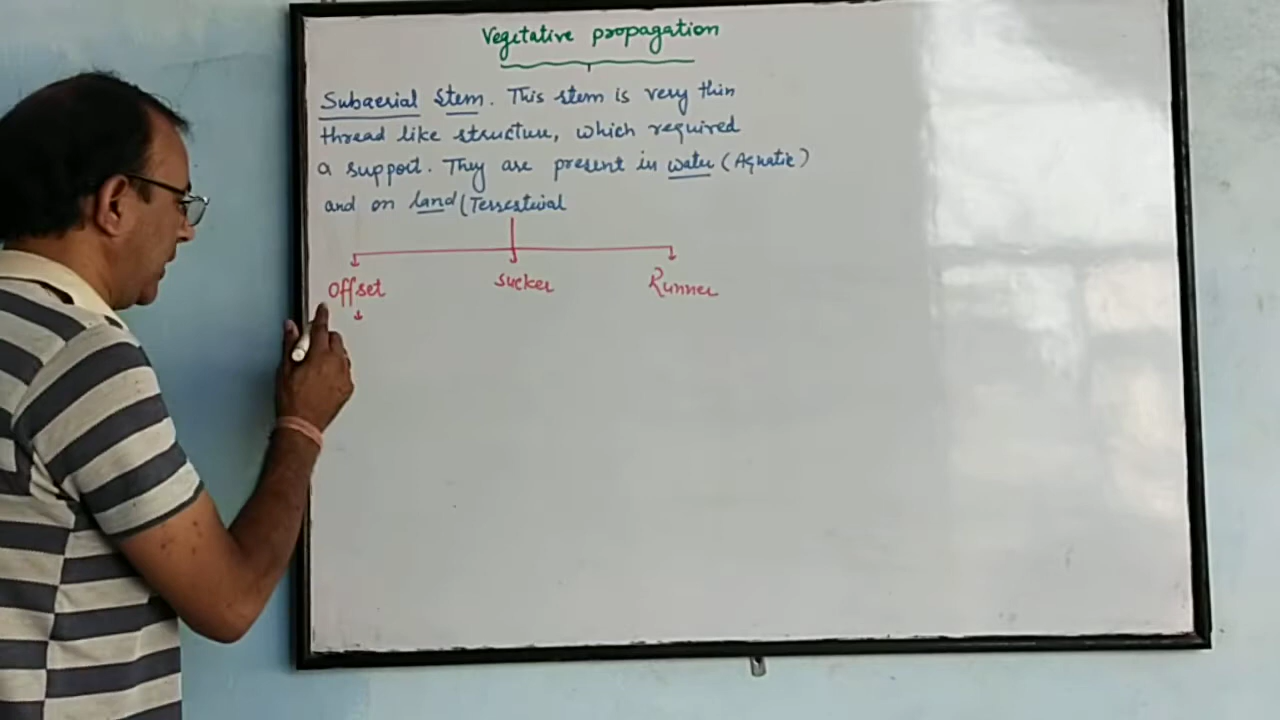 Vegetative propagation
Subaerial Stem. This stem is very thin
thread like structure, which required
a support. They are present in water (Aquatic)
and on land (Terrestrial
Offset sucker Runner